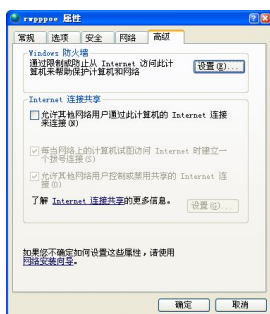 rwpppoe 属性
常规 选项 安全 网络 高级
Windows 防火墙
通过限制或防止从 Internet 访问此计
算机来帮助保护计算机和网络
设置(E)...
Internet 连接共享
允许其他网络用户通过此计算机的 Internet 连接
来连接(N)
每当网络上的计算机试图访问 Internet 时建立一
个拨号连接(S)
允许其他网络用户控制或禁用共享的 Internet 连
接(O)
了解 Internet 连接共享的更多信息。
设置(G)...
如果您不确定如何设置这些属性，请使用
网络安装向导。
确定 取消